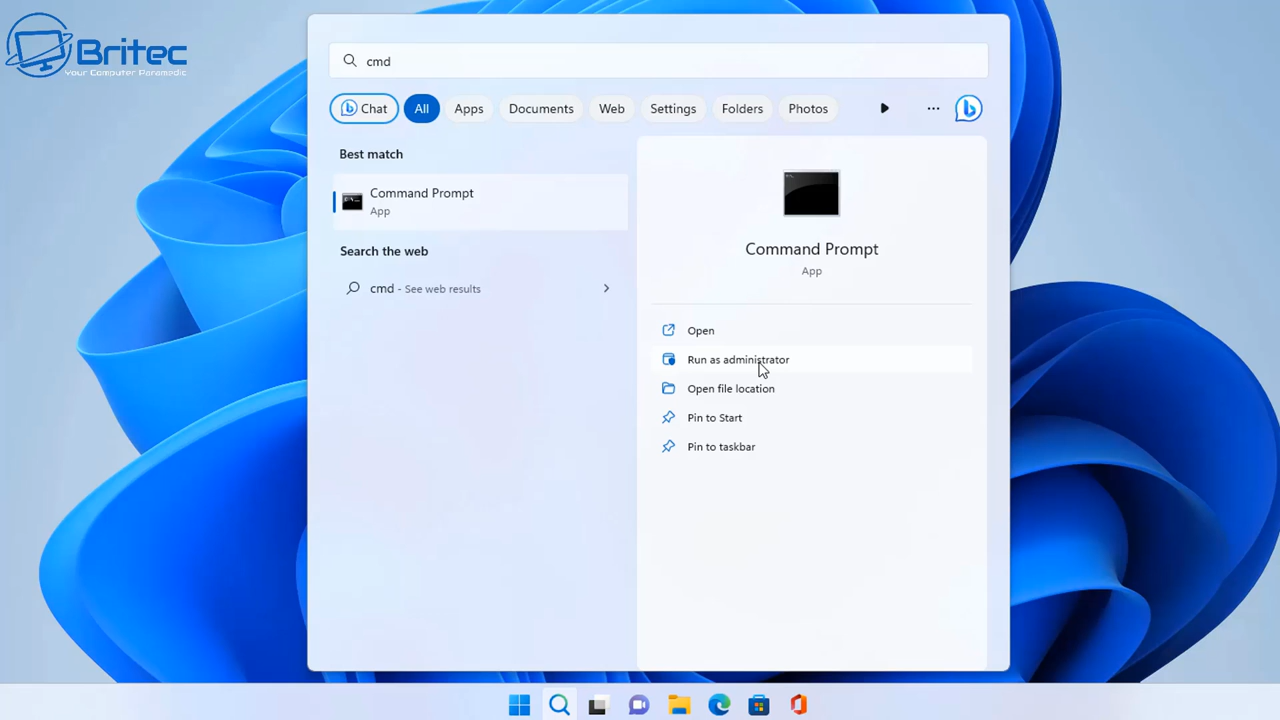 Britec
Your Computer Paramedic
cmd
Chat
All
Apps
Documents
Web
Settings
Folders
Photos
Best match
Command Prompt
App
Search the web
cmd - See web results
Command Prompt
App
Open
Run as administrator
Open file location
Pin to Start
Pin to taskbar